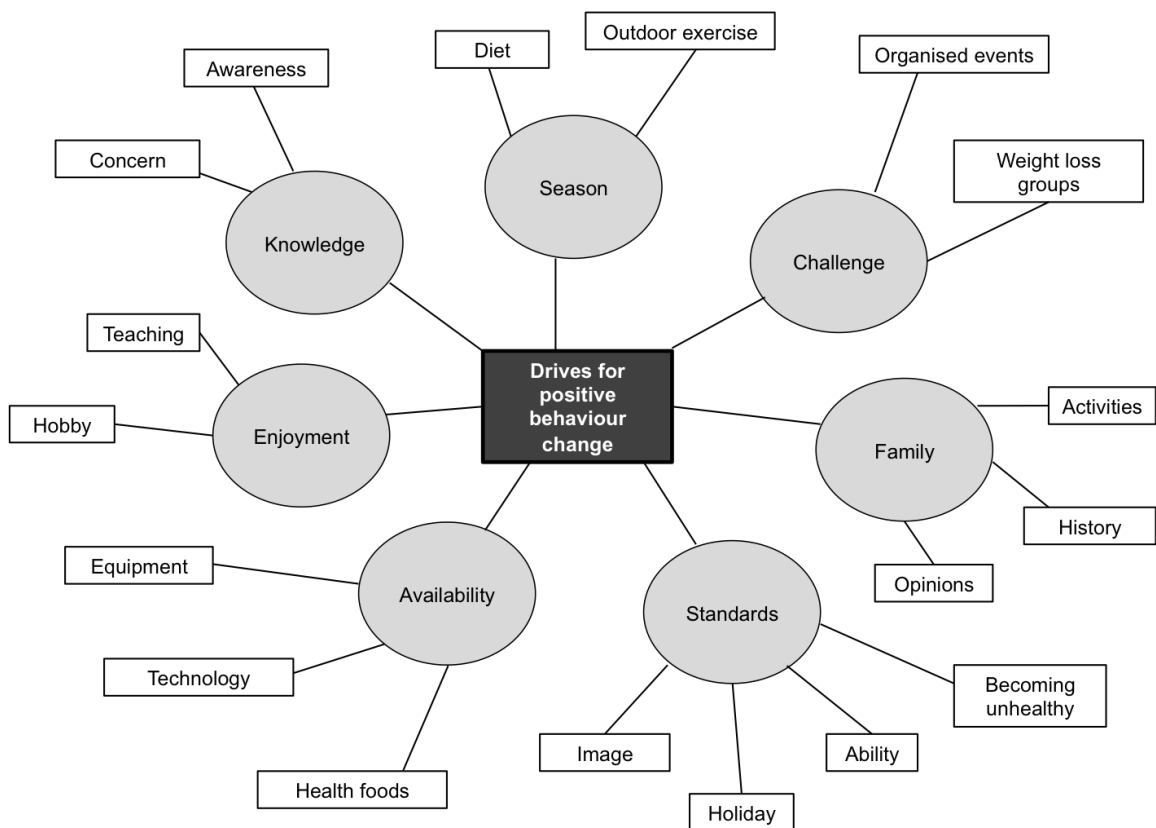 Outdoor exercise
Diet
Organised events
Awareness
Concern
Weight loss
groups
Season
Knowledge
Challenge
Teaching
Drives for
positive
behaviour
change
Activities
Hobby
Enjoyment
Family
History
Equipment
Opinions
Availability
Standards
Technology
Becoming
unhealthy
Image
Ability
Health foods
Holiday